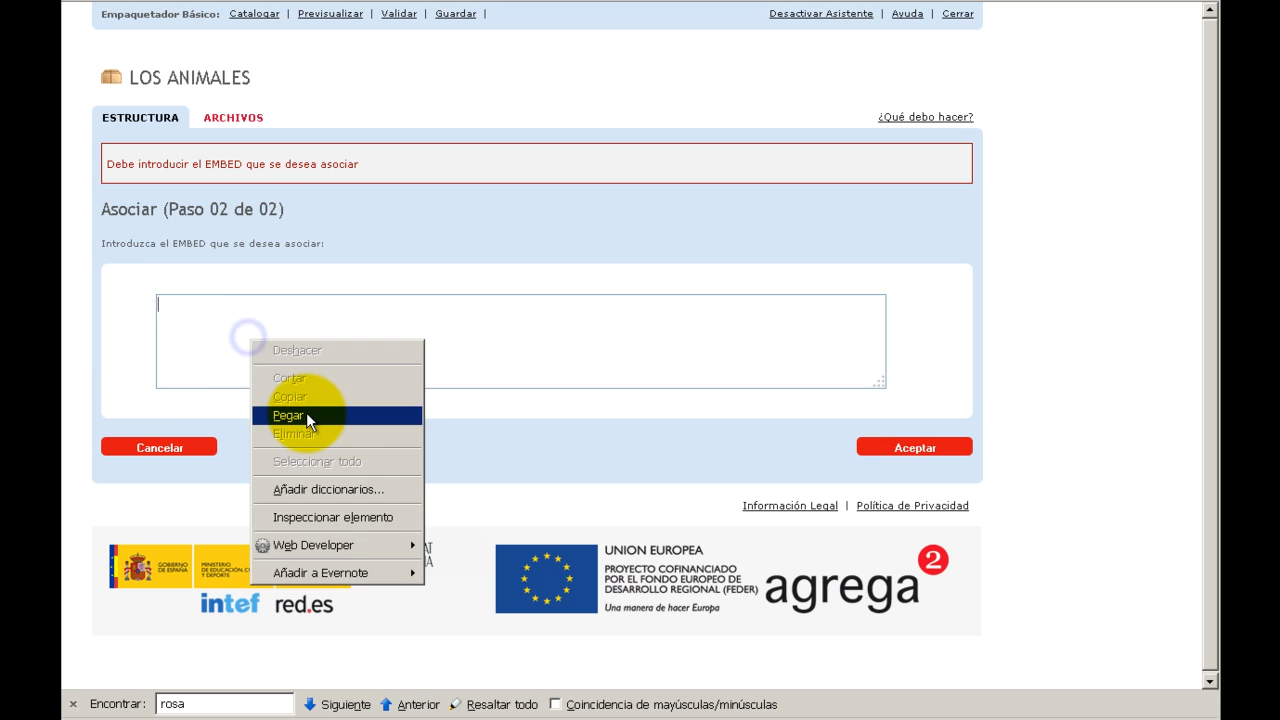 Empaquetador Básico: Catalogar | Previsualizar | Validar | Guardar |
Desactivar Asistente | Ayuda | Cerrar
LOS ANIMALES
ESTRUCTURA ARCHIVOS
¿Qué debo hacer?
Debe introducir el EMBED que se desea asociar
Asociar (Paso 02 de 02)
Introduzca el EMBED que se desea asociar:
Deshacer
Cortar
Copiar
Pegar
Eliminar
Seleccionar todo
Añadir diccionarios...
Inspeccionar elemento
Web Developer
Añadir a Evernote
Cancelar
Aceptar
Información Legal | Política de Privacidad
GOBIERNO
DE ESPAÑA
MINISTERIO
DE EDUCACIÓN, C
Y DEPORTE
intef red.es
UNION EUROPEA
PROYECTO COFINANCIADO
POR EL FONDO EUROPEO DE
DESARROLLO REGIONAL (FEDER)
Una manera de hacer Europa
agrega 2
Encontrar: rosa Siguiente Anterior Resaltar todo Coincidencia de mayúsculas/minúsculas